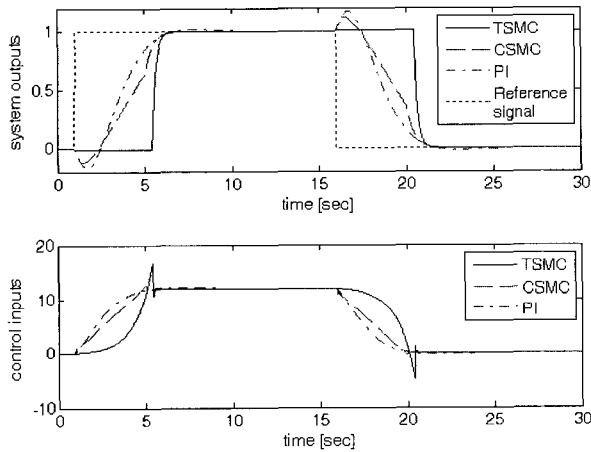 1
0.5
0
system outputs
TSMC
CSMC
PI
Reference
signal
0 5 10 15 20 25 30
time [sec]
20
10
0
-10
control inputs
TSMC
CSMC
PI
0 5 10 15 20 25 30
time [sec]